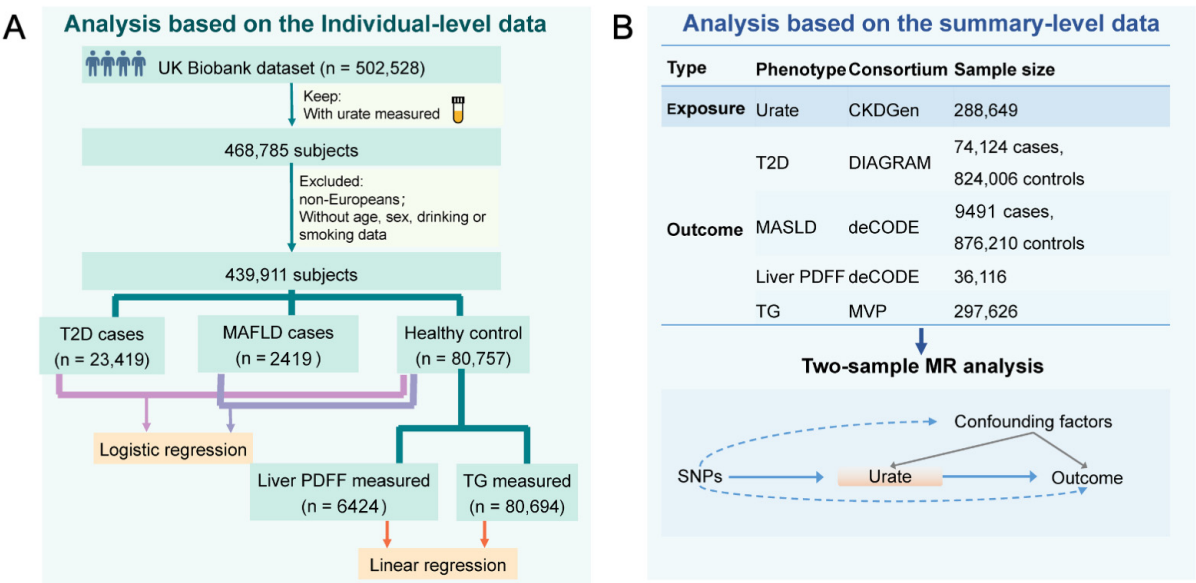 A
Analysis based on the Individual-level data
UK Biobank dataset (n = 502,528)
Keep:
With urate measured
468,785 subjects
Excluded:
non-Europeans;
Without age, sex, drinking or
smoking data
439,911 subjects
T2D cases
(n = 23,419)
MAFLD cases
(n = 2419)
Healthy control
(n = 80,757)
Logistic regression
Liver PDFF measured
(n = 6424)
TG measured
(n = 80,694)
Linear regression
B
Analysis based on the summary-level data
Type Phenotype Consortium Sample size
Exposure Urate CKDGen 288,649
T2D DIAGRAM 74,124 cases,
824,006 controls
Outcome MASLD deCODE 9491 cases,
876,210 controls
Liver PDFF deCODE 36,116
TG MVP 297,626
Two-sample MR analysis
Confounding factors
SNPs Urate Outcome